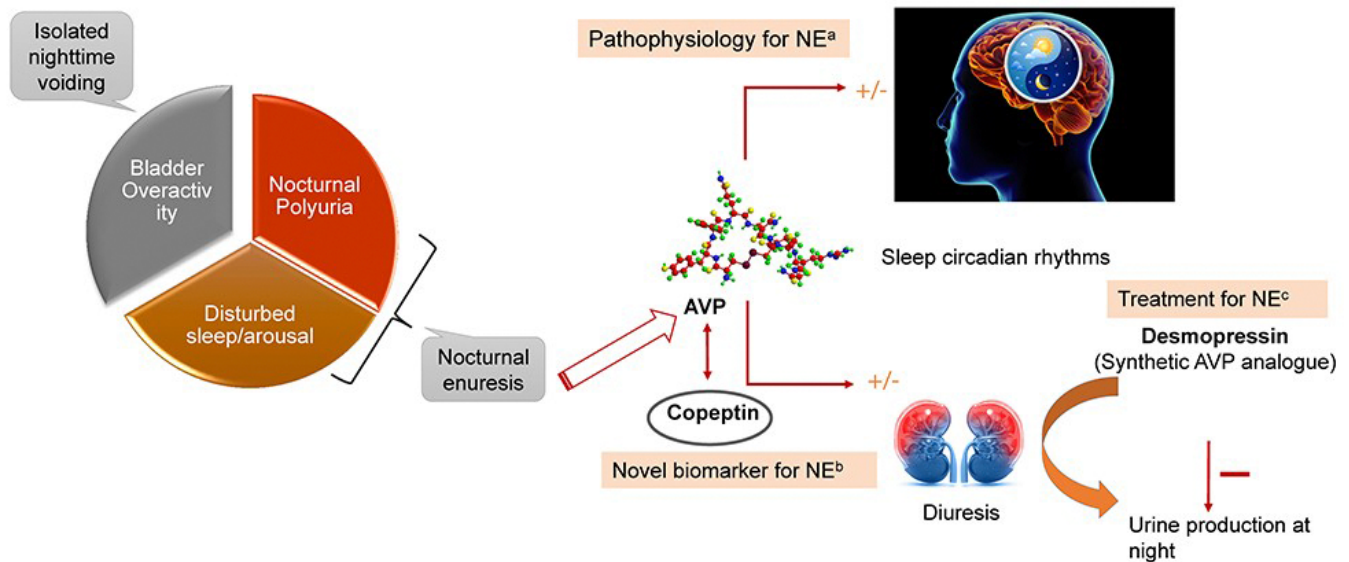 Isolated
nighttime
voiding
Bladder
Overactiv
ity
Nocturnal
Polyuria
Disturbed
sleep/arousal
Nocturnal
enuresis
Pathophysiology for NEᵃ
+/-
Sleep circadian rhythms
AVP
Copeptin
Novel biomarker for NEᵇ
+/-
Diuresis
Treatment for NEᶜ
Desmopressin
(Synthetic AVP analogue)
Urine production at
night